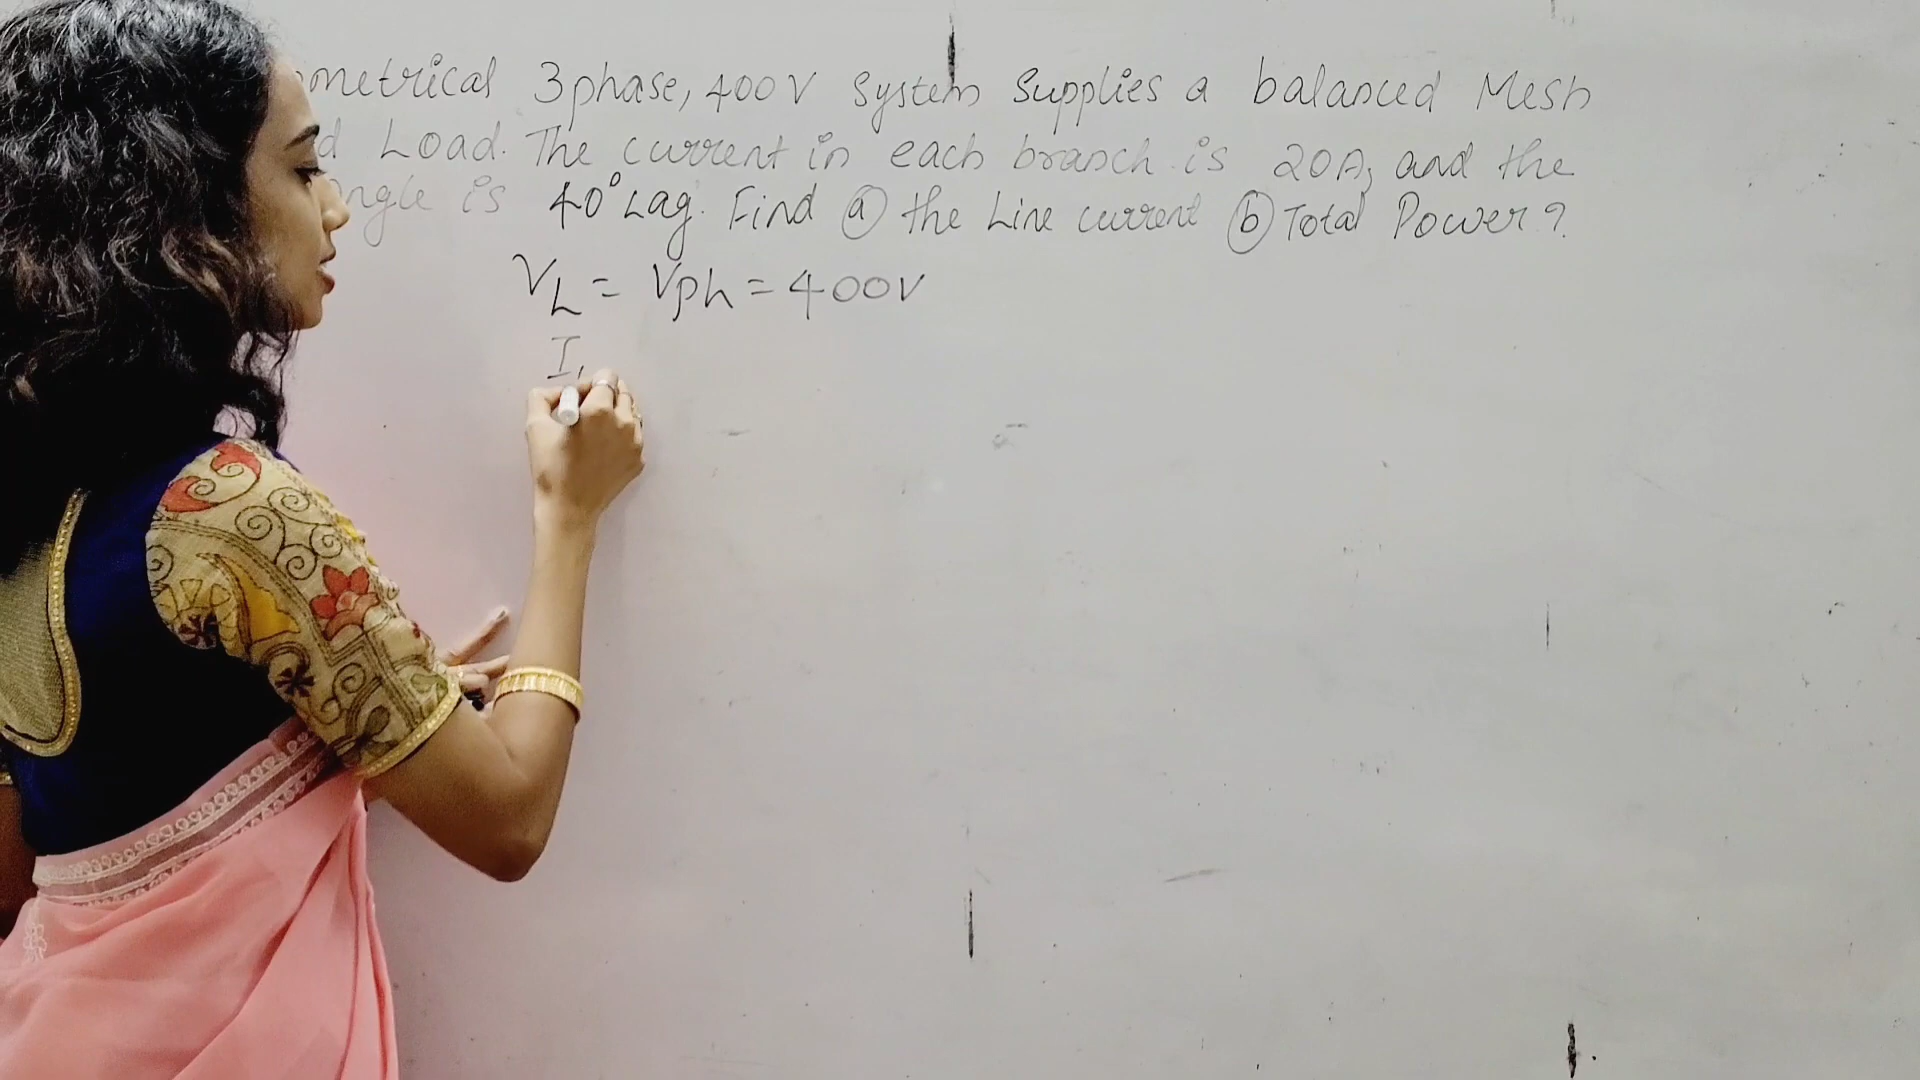 metrical 3phase, 400V System Supplies a balanced Mesh
d Load. The current in each branch is 20A, and the
ngle is 40° Lag. Find ⓐ the Line current ⓑ Total Power?
VL = Vph = 400V
I